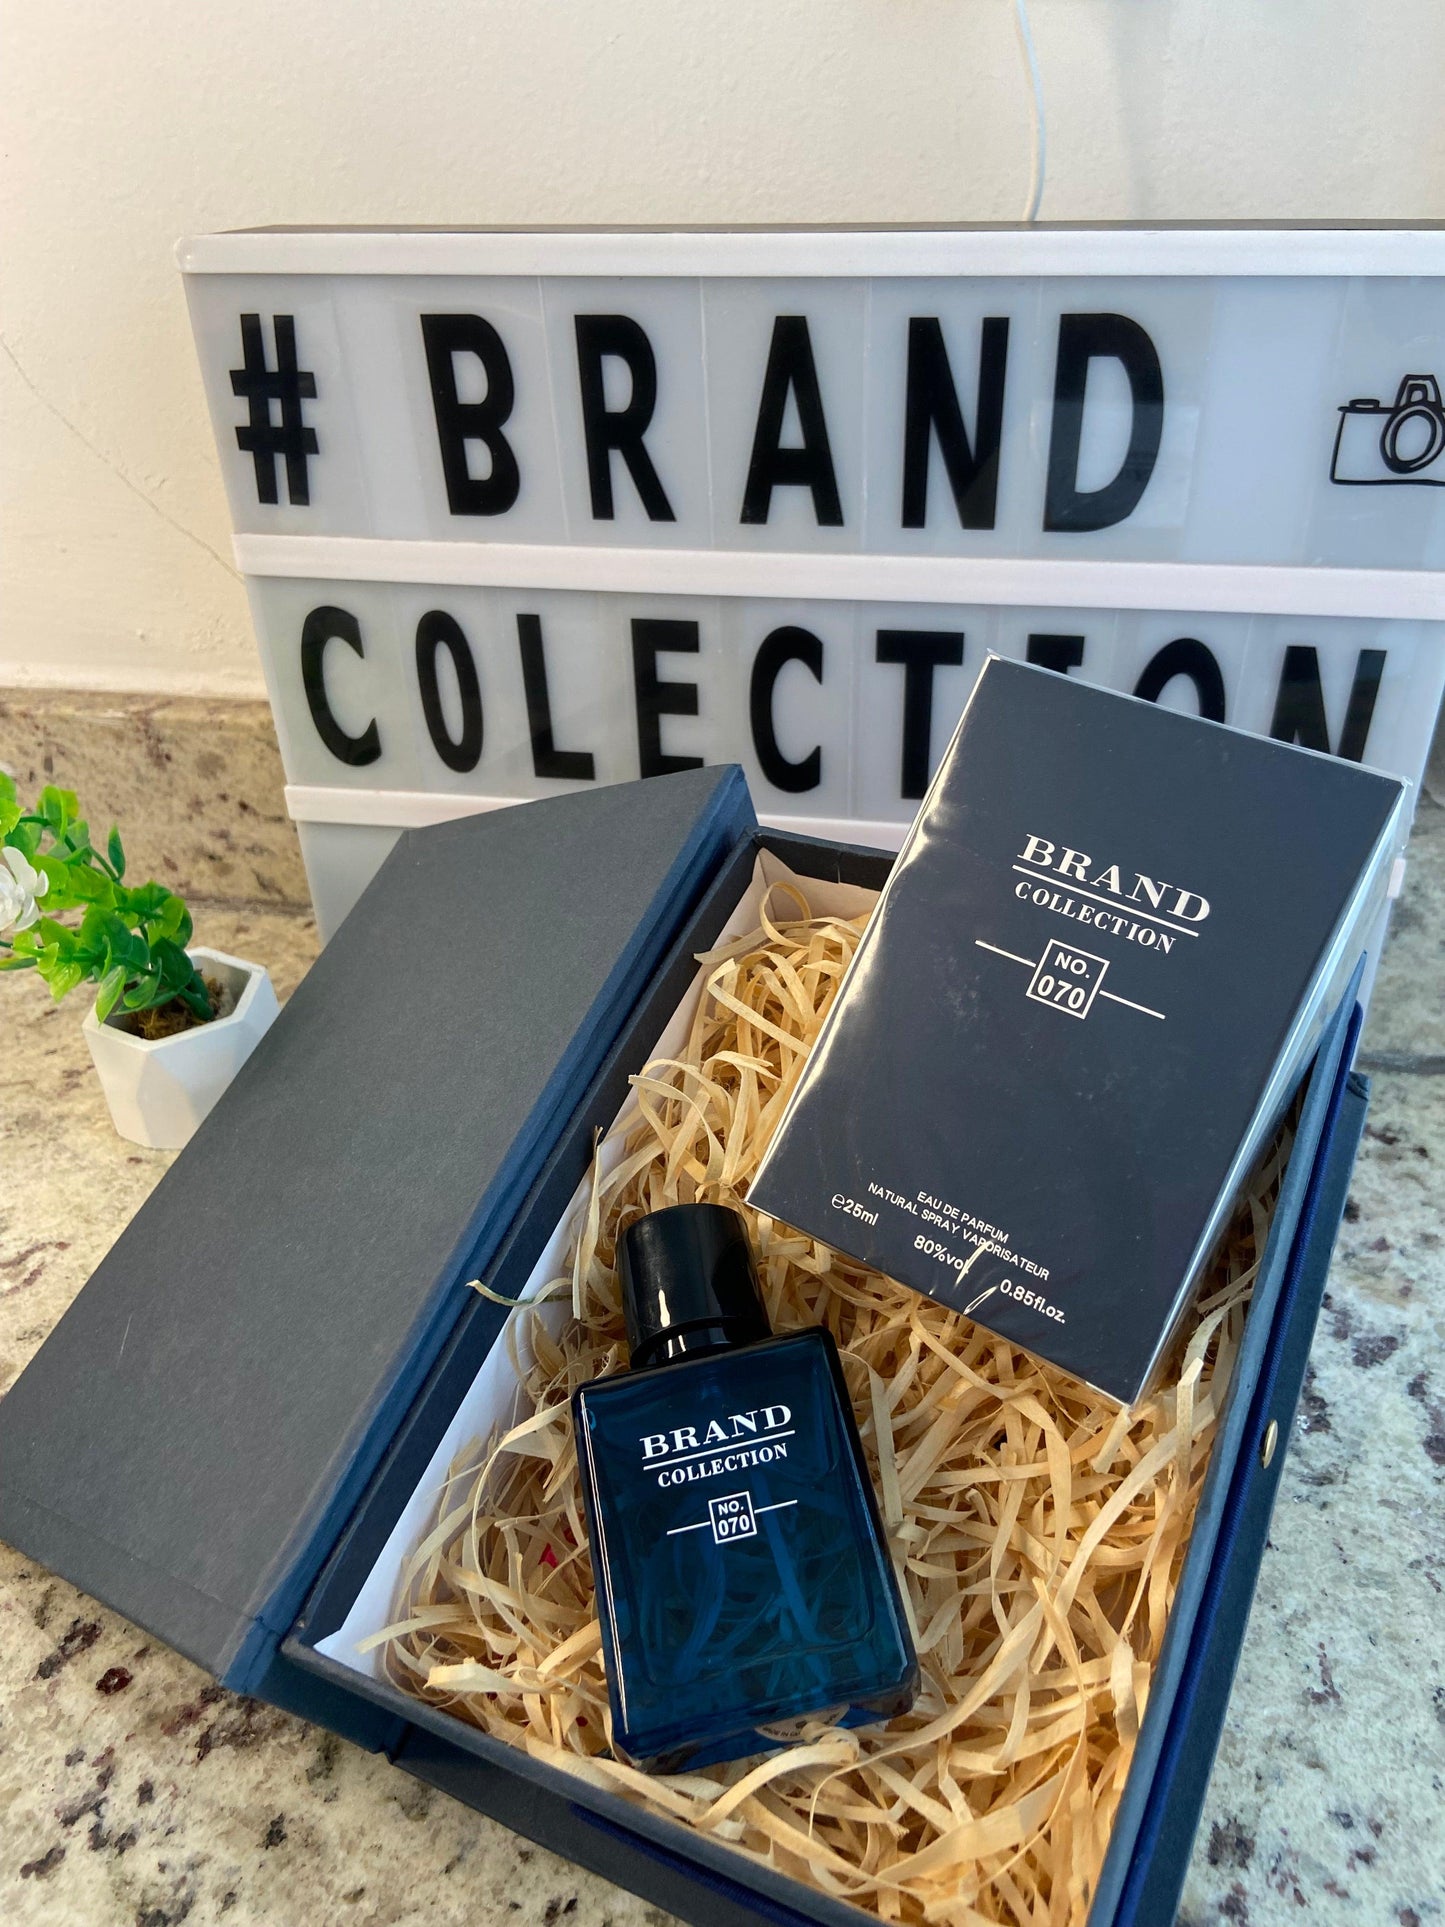 # BRAND
COLECTION
BRAND
COLLECTION
NO.
070
EAU DE PARFUM
NATURAL SPRAY VAPORISATEUR
℮25ml 80%vol 0.85fl.oz.
BRAND
COLLECTION
NO.
070